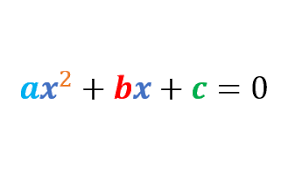 ax² + bx + c = 0